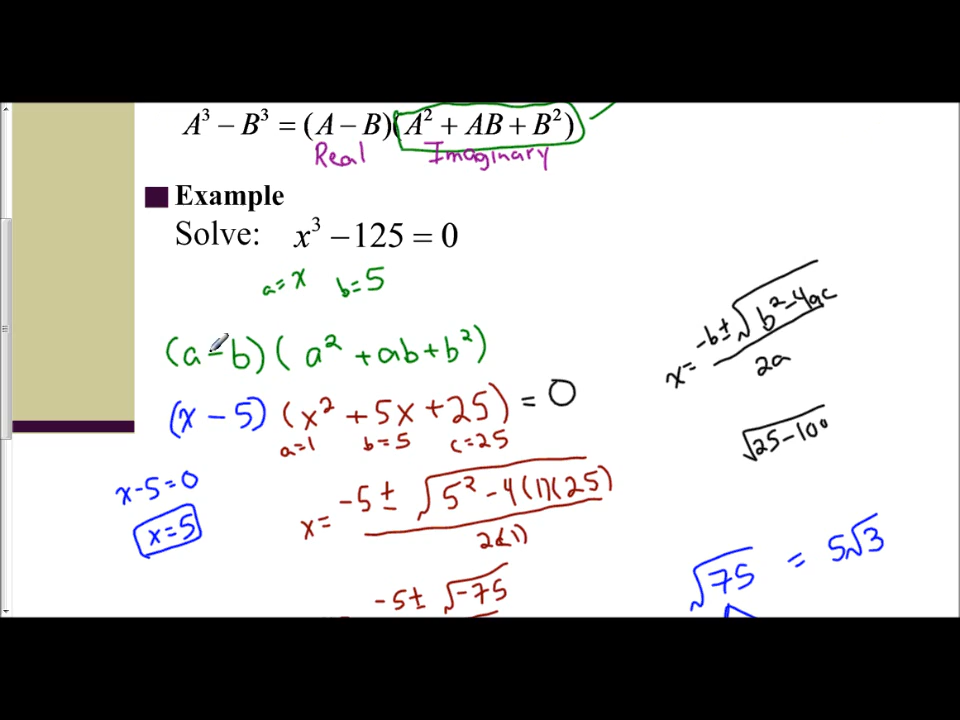 A³ − B³ = (A − B)(A² + AB + B²)
Real Imaginary
Example
Solve: x³ − 125 = 0
a = x b = 5
(a − b)(a² + ab + b²)
(x − 5)(x² + 5x + 25) = 0
a=1 b=5 c=25
x − 5 = 0
x = 5
x = (-5 ± √(5² − 4(1)(25))) / 2(1)
-5 ± √-75
x = (-b ± √(b² − 4ac)) / 2a
√(25 − 100)
√75 = 5√3